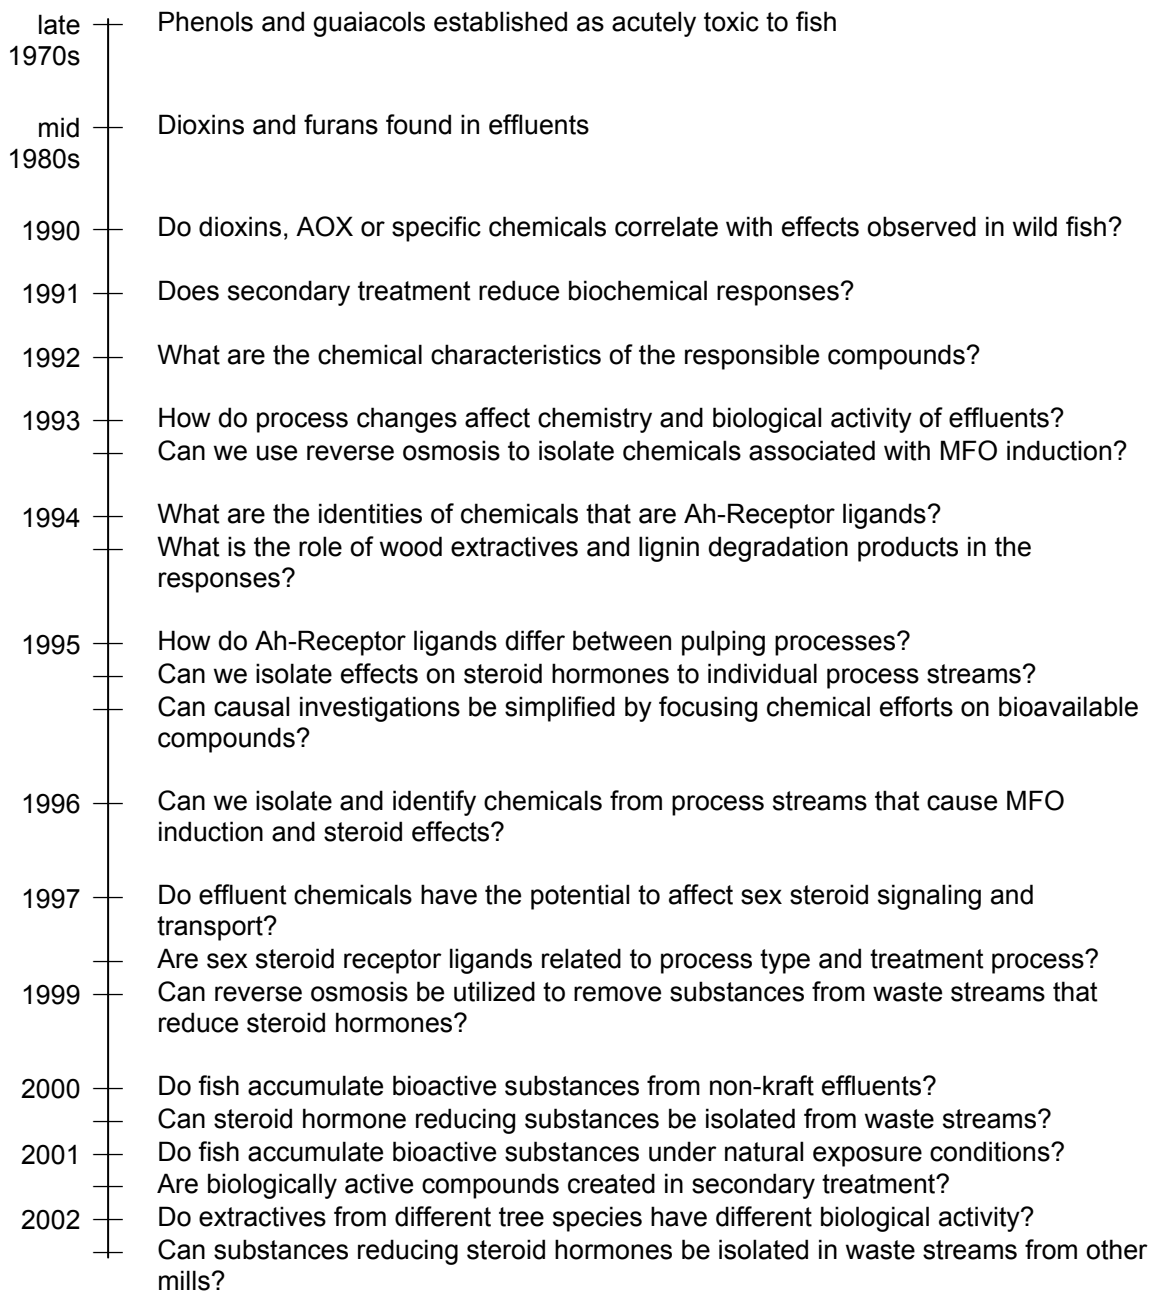 late 1970s Phenols and guaiacols established as acutely toxic to fish
mid 1980s Dioxins and furans found in effluents
1990 Do dioxins, AOX or specific chemicals correlate with effects observed in wild fish?
1991 Does secondary treatment reduce biochemical responses?
1992 What are the chemical characteristics of the responsible compounds?
1993 How do process changes affect chemistry and biological activity of effluents?
Can we use reverse osmosis to isolate chemicals associated with MFO induction?
1994 What are the identities of chemicals that are Ah-Receptor ligands?
What is the role of wood extractives and lignin degradation products in the
responses?
1995 How do Ah-Receptor ligands differ between pulping processes?
Can we isolate effects on steroid hormones to individual process streams?
Can causal investigations be simplified by focusing chemical efforts on bioavailable
compounds?
1996 Can we isolate and identify chemicals from process streams that cause MFO
induction and steroid effects?
1997 Do effluent chemicals have the potential to affect sex steroid signaling and
transport?
Are sex steroid receptor ligands related to process type and treatment process?
1999 Can reverse osmosis be utilized to remove substances from waste streams that
reduce steroid hormones?
2000 Do fish accumulate bioactive substances from non-kraft effluents?
Can steroid hormone reducing substances be isolated from waste streams?
2001 Do fish accumulate bioactive substances under natural exposure conditions?
Are biologically active compounds created in secondary treatment?
2002 Do extractives from different tree species have different biological activity?
Can substances reducing steroid hormones be isolated in waste streams from other
mills?